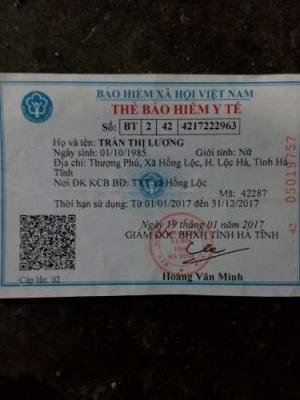 BẢO HIỂM XÃ HỘI VIỆT NAM
THẺ BẢO HIỂM Y TẾ
Số: BT 2 42 4217222963
Họ và tên: TRẦN THỊ LƯƠNG
Ngày sinh: 01/10/1985 Giới tính: Nữ
Địa chỉ: Thượng Phú, Xã Hồng Lộc, H. Lộc Hà, Tỉnh Hà
Tĩnh
Nơi ĐK KCB BĐ: TXT xã Hồng Lộc
Mã: 42287
Thời hạn sử dụng: Từ 01/01/2017 đến 31/12/2017
Ngày 19 tháng 01 năm 2017
GIÁM ĐỐC BHXH TỈNH HÀ TĨNH
Hoàng Văn Minh
Cấp lần: 02